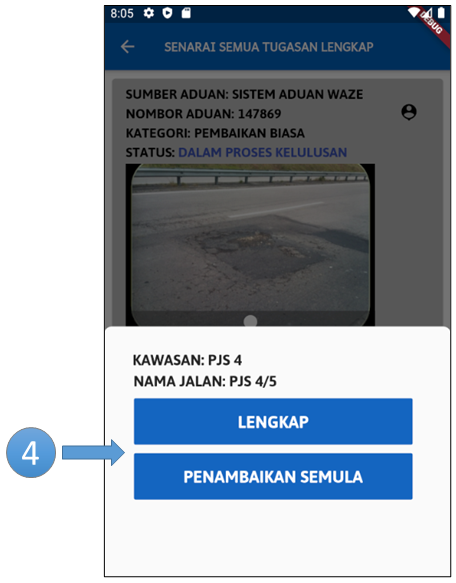 8:05
DEBUG
SENARAI SEMUA TUGASAN LENGKAP
SUMBER ADUAN: SISTEM ADUAN WAZE
NOMBOR ADUAN: 147869
KATEGORI: PEMBAIKAN BIASA
STATUS: DALAM PROSES KELULUSAN
KAWASAN: PJS 4
NAMA JALAN: PJS 4/5
LENGKAP
4
PENAMBAIKAN SEMULA